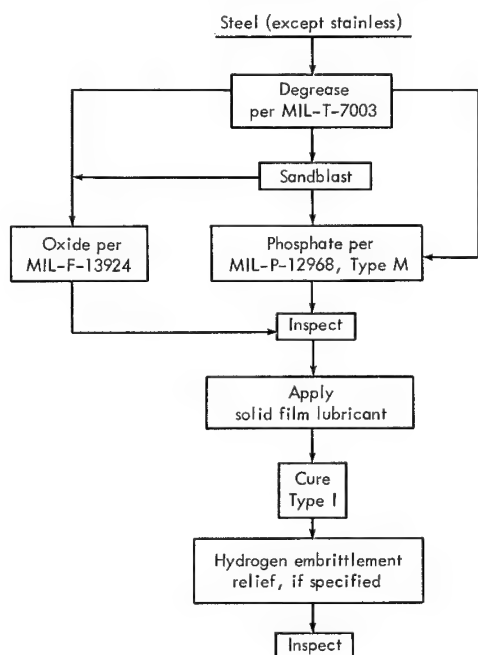 Steel (except stainless)
Degrease
per MIL-T-7003
Sandblast
Oxide per
MIL-F-13924
Phosphate per
MIL-P-12968, Type M
Inspect
Apply
solid film lubricant
Cure
Type I
Hydrogen embrittlement
relief, if specified
Inspect